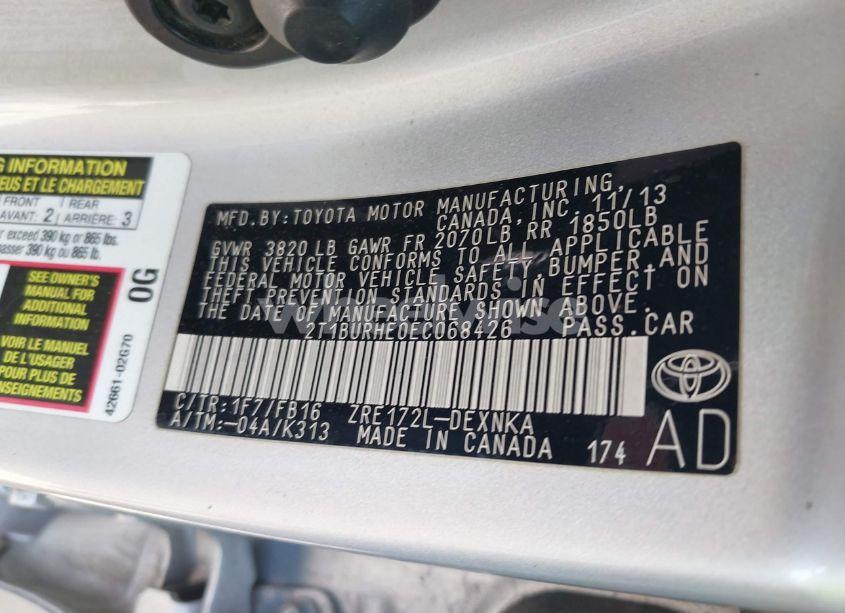 G INFORMATION
EUS ET LE CHARGEMENT
FRONT REAR
AVANT: 2 ARRIÈRE: 3
r exceed 390 kg or 865 lbs.
passer 390 kg ou 865 lb.
SEE OWNER'S
MANUAL FOR
ADDITIONAL
INFORMATION
VOIR LE MANUEL
DE L'USAGER
POUR PLUS DE
RENSEIGNEMENTS
0G
42661-02G70
MFD. BY: TOYOTA MOTOR MANUFACTURING,
CANADA, INC. 11/13
GVWR 3820 LB GAWR FR 2070LB RR 1850LB
THIS VEHICLE CONFORMS TO ALL APPLICABLE
FEDERAL MOTOR VEHICLE SAFETY, BUMPER AND
THEFT PREVENTION STANDARDS IN EFFECT ON
THE DATE OF MANUFACTURE SHOWN ABOVE.
2T1BURHE0EC068426 PASS.CAR
C/TR:1F7/FB16 ZRE172L-DEXNKA
A/TM:-04A/K313 MADE IN CANADA 174
AD